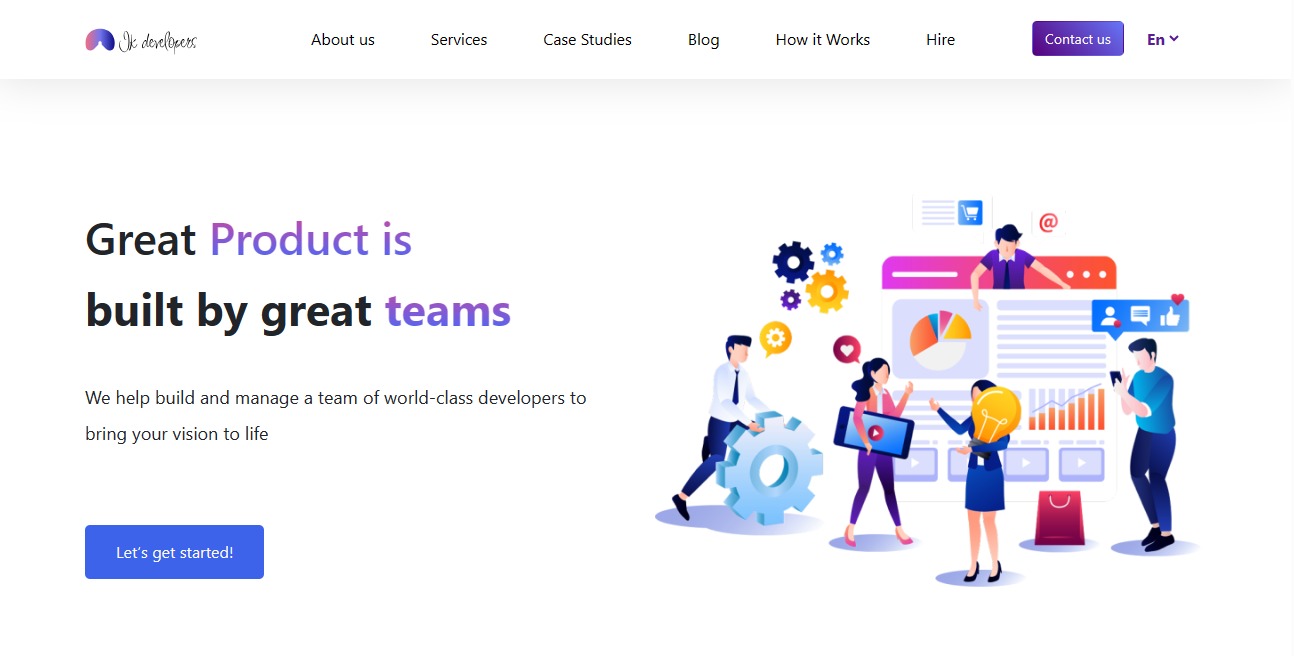 Jk developers
About us
Services
Case Studies
Blog
How it Works
Hire
Contact us
En
Great Product is
built by great teams
@
We help build and manage a team of world-class developers to
bring your vision to life
Let’s get started!